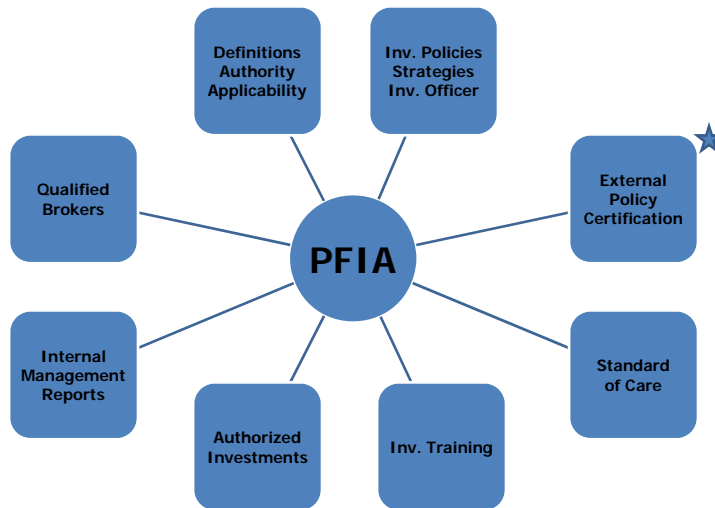 Definitions
Authority
Applicability
Inv. Policies
Strategies
Inv. Officer
External
Policy
Certification
Standard
of Care
Inv. Training
Authorized
Investments
Internal
Management
Reports
Qualified
Brokers
PFIA